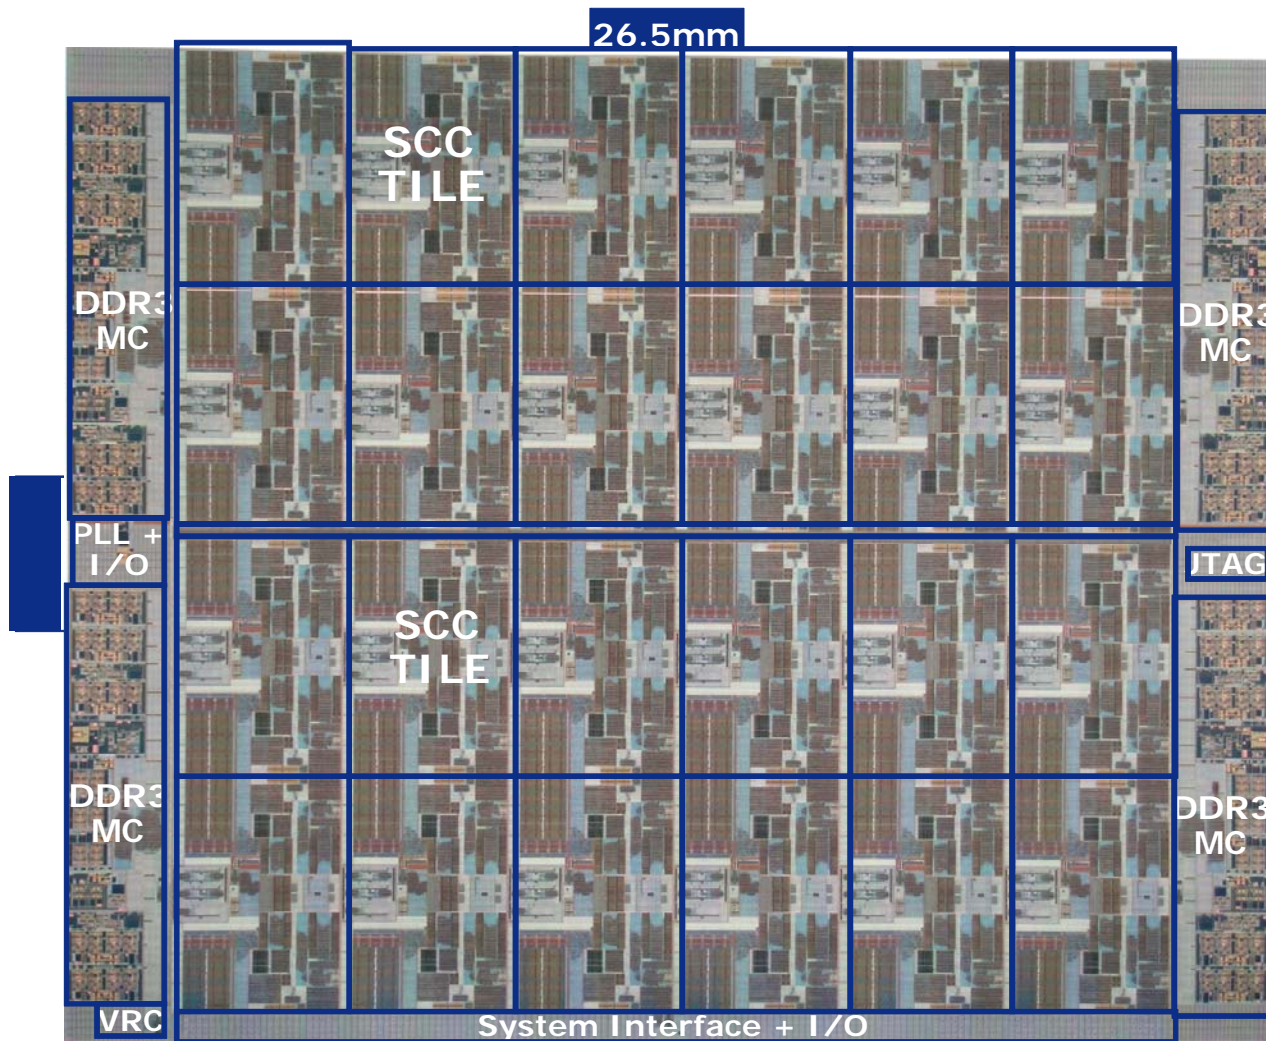 26.5mm
SCC
TILE
DDR3
MC
DDR3
MC
PLL +
I/O
JTAG
SCC
TILE
DDR3
MC
DDR3
MC
VRC
System Interface + I/O